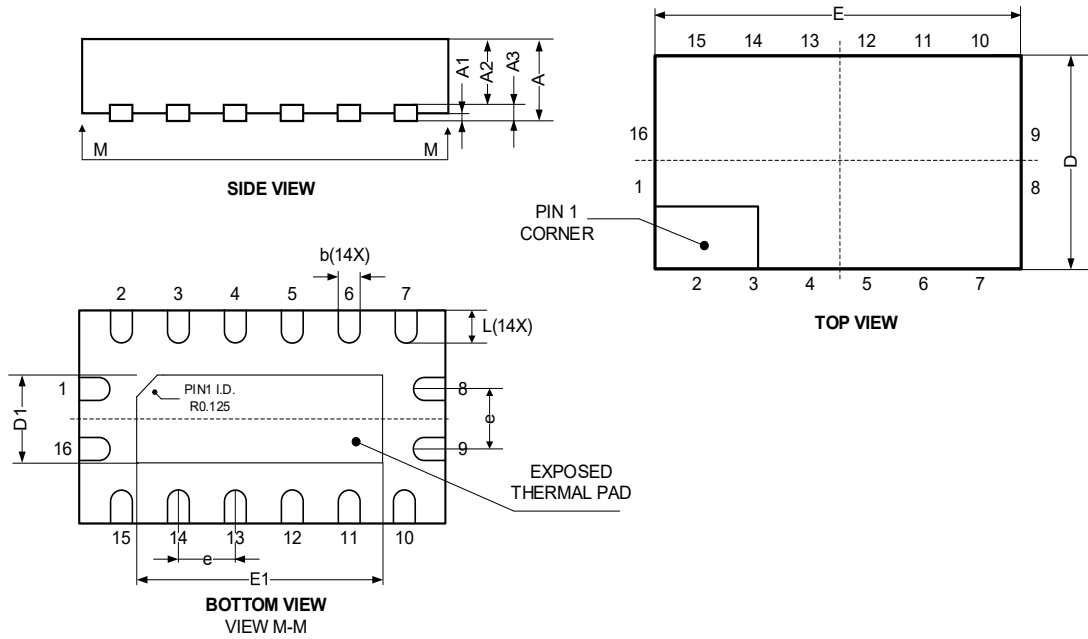 A1
A2
A3
A
M
M
SIDE VIEW
E
15 14 13 12 11 10
16
1
9
8
D
PIN 1
CORNER
2 3 4 5 6 7
TOP VIEW
b(14X)
2 3 4 5 6 7
L(14X)
1
16
D1
PIN1 I.D.
R0.125
8
9
e
EXPOSED
THERMAL PAD
15 14 13 12 11 10
e
E1
BOTTOM VIEW
VIEW M-M